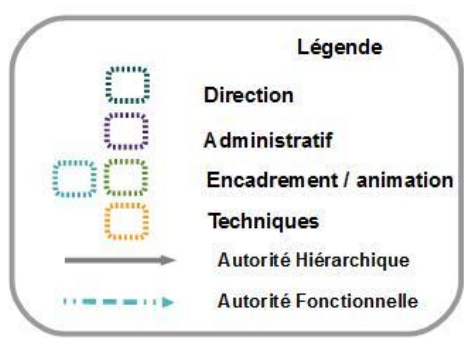 Légende
Direction
Administratif
Encadrement / animation
Techniques
Autorité Hiérarchique
Autorité Fonctionnelle